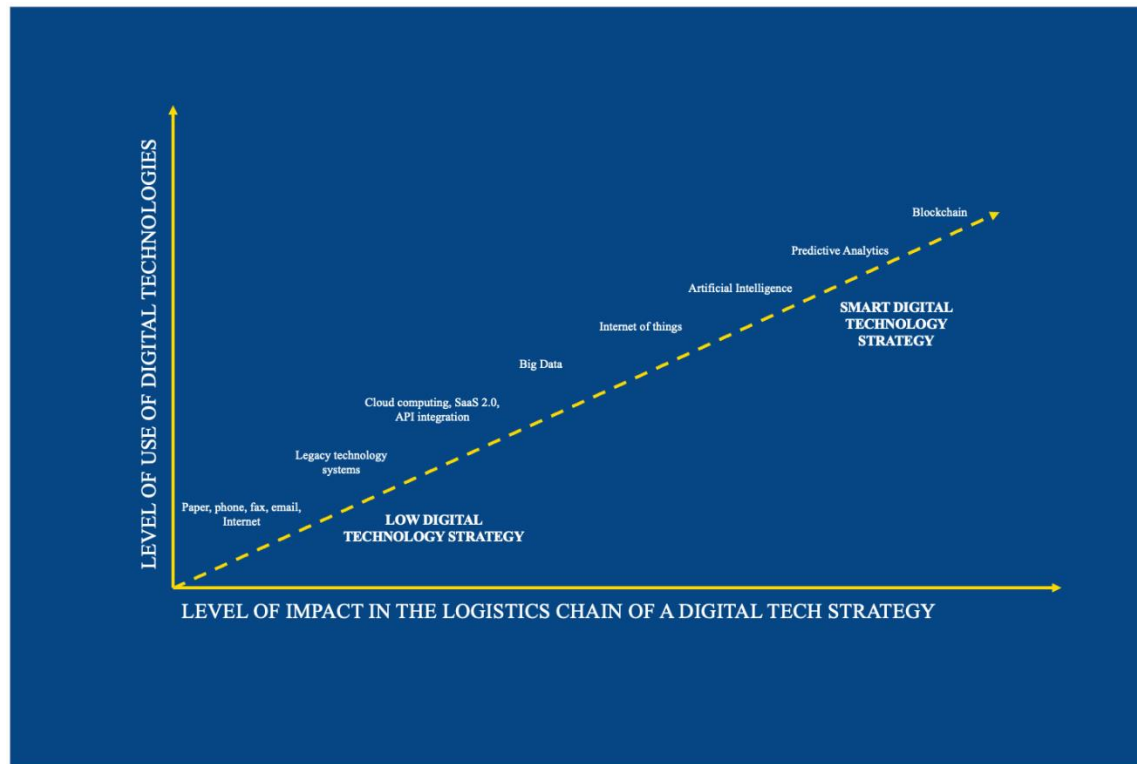 LEVEL OF USE OF DIGITAL TECHNOLOGIES
Blockchain
Predictive Analytics
Artificial Intelligence
SMART DIGITAL
TECHNOLOGY
STRATEGY
Internet of things
Big Data
Cloud computing, SaaS 2.0,
API integration
Legacy technology
systems
Paper, phone, fax, email,
Internet
LOW DIGITAL
TECHNOLOGY STRATEGY
LEVEL OF IMPACT IN THE LOGISTICS CHAIN OF A DIGITAL TECH STRATEGY